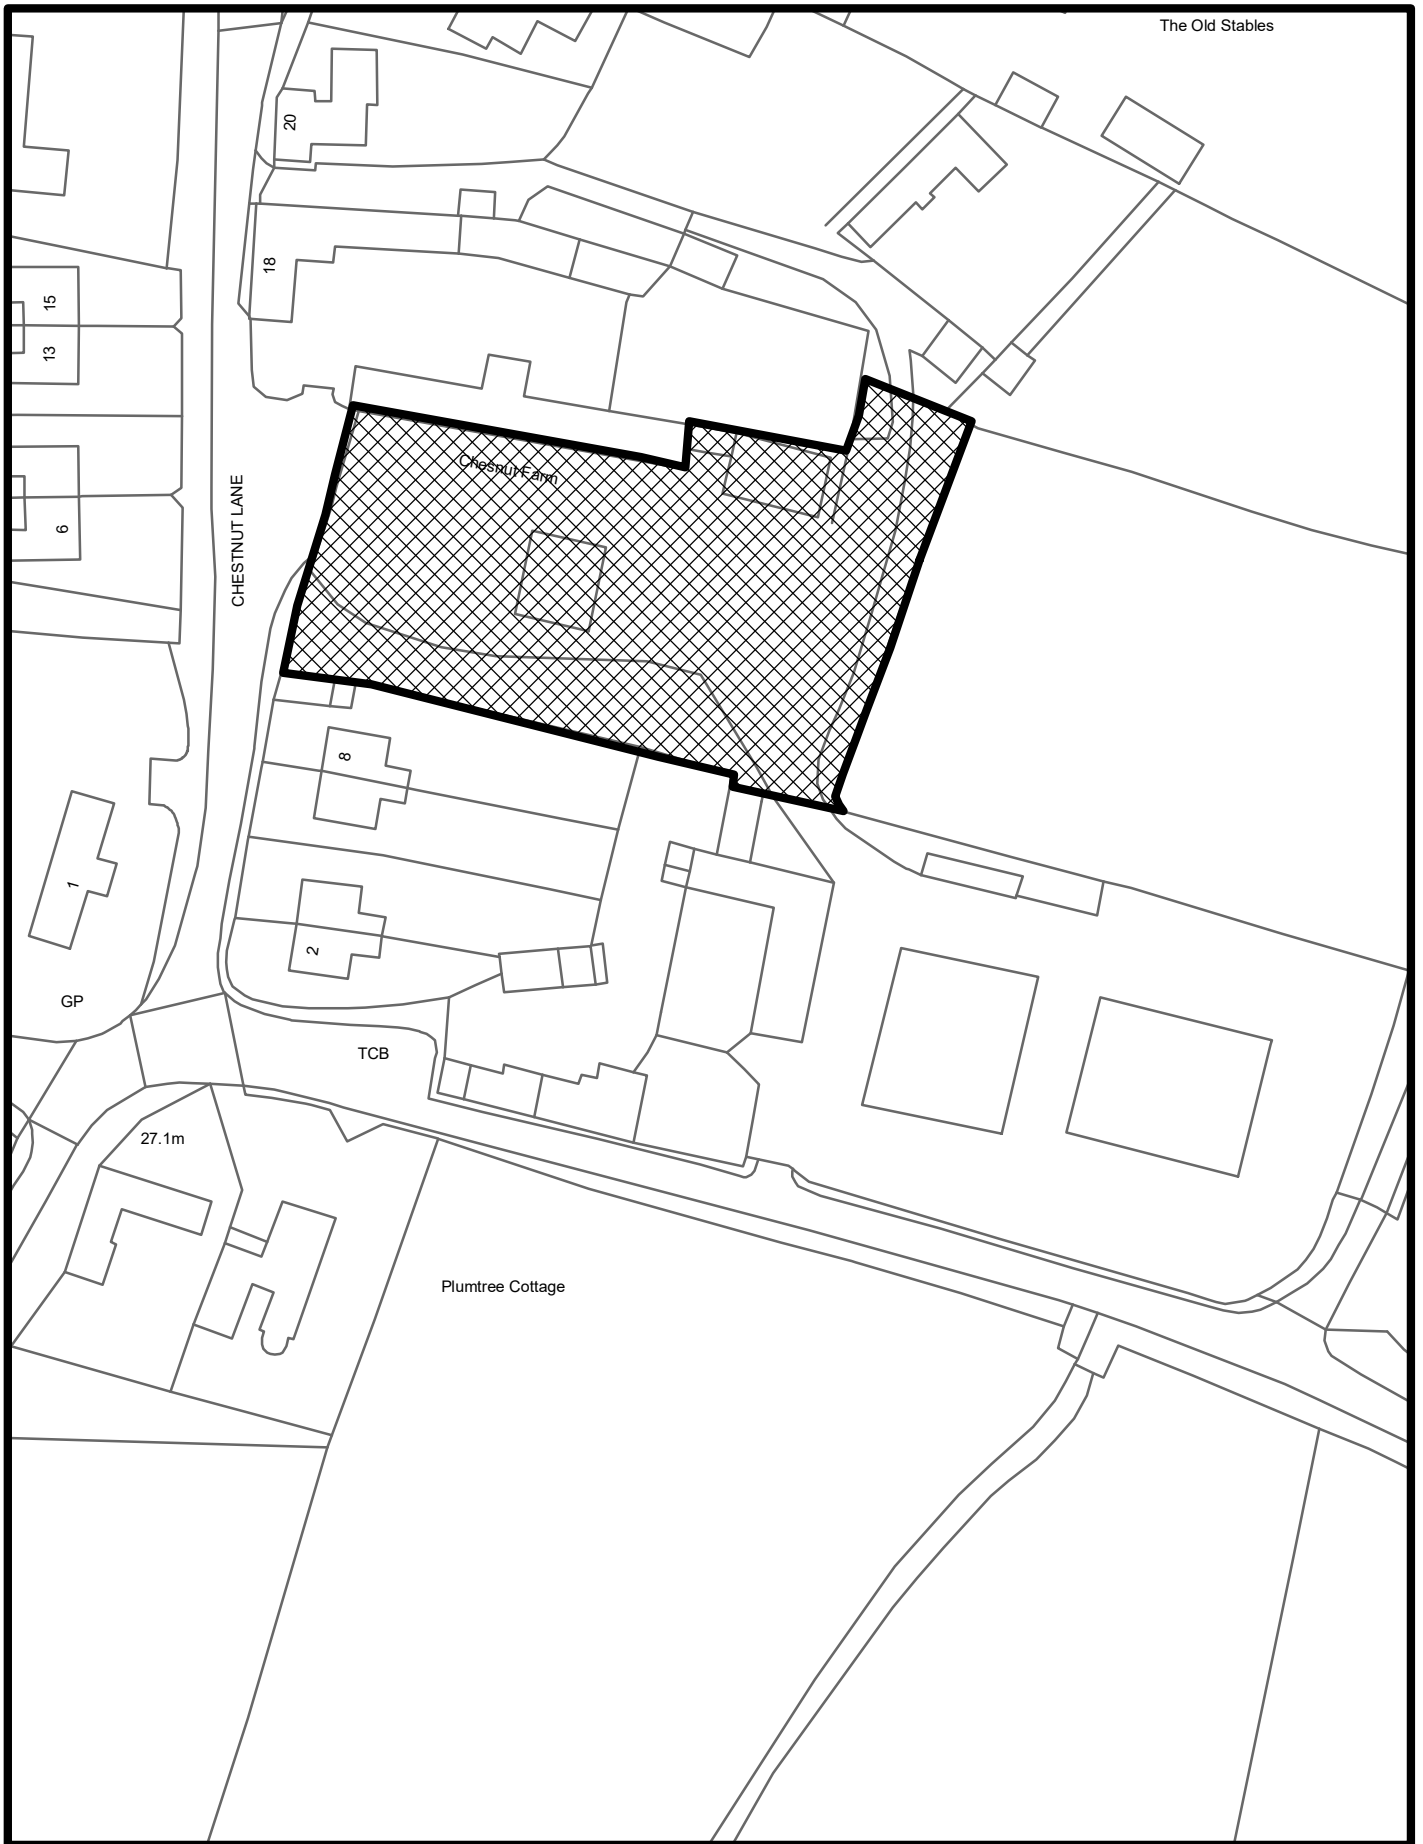 The Old Stables
20
18
15
13
Chesnut Farm
CHESTNUT LANE
6
8
1
2
GP
TCB
27.1m
Plumtree Cottage